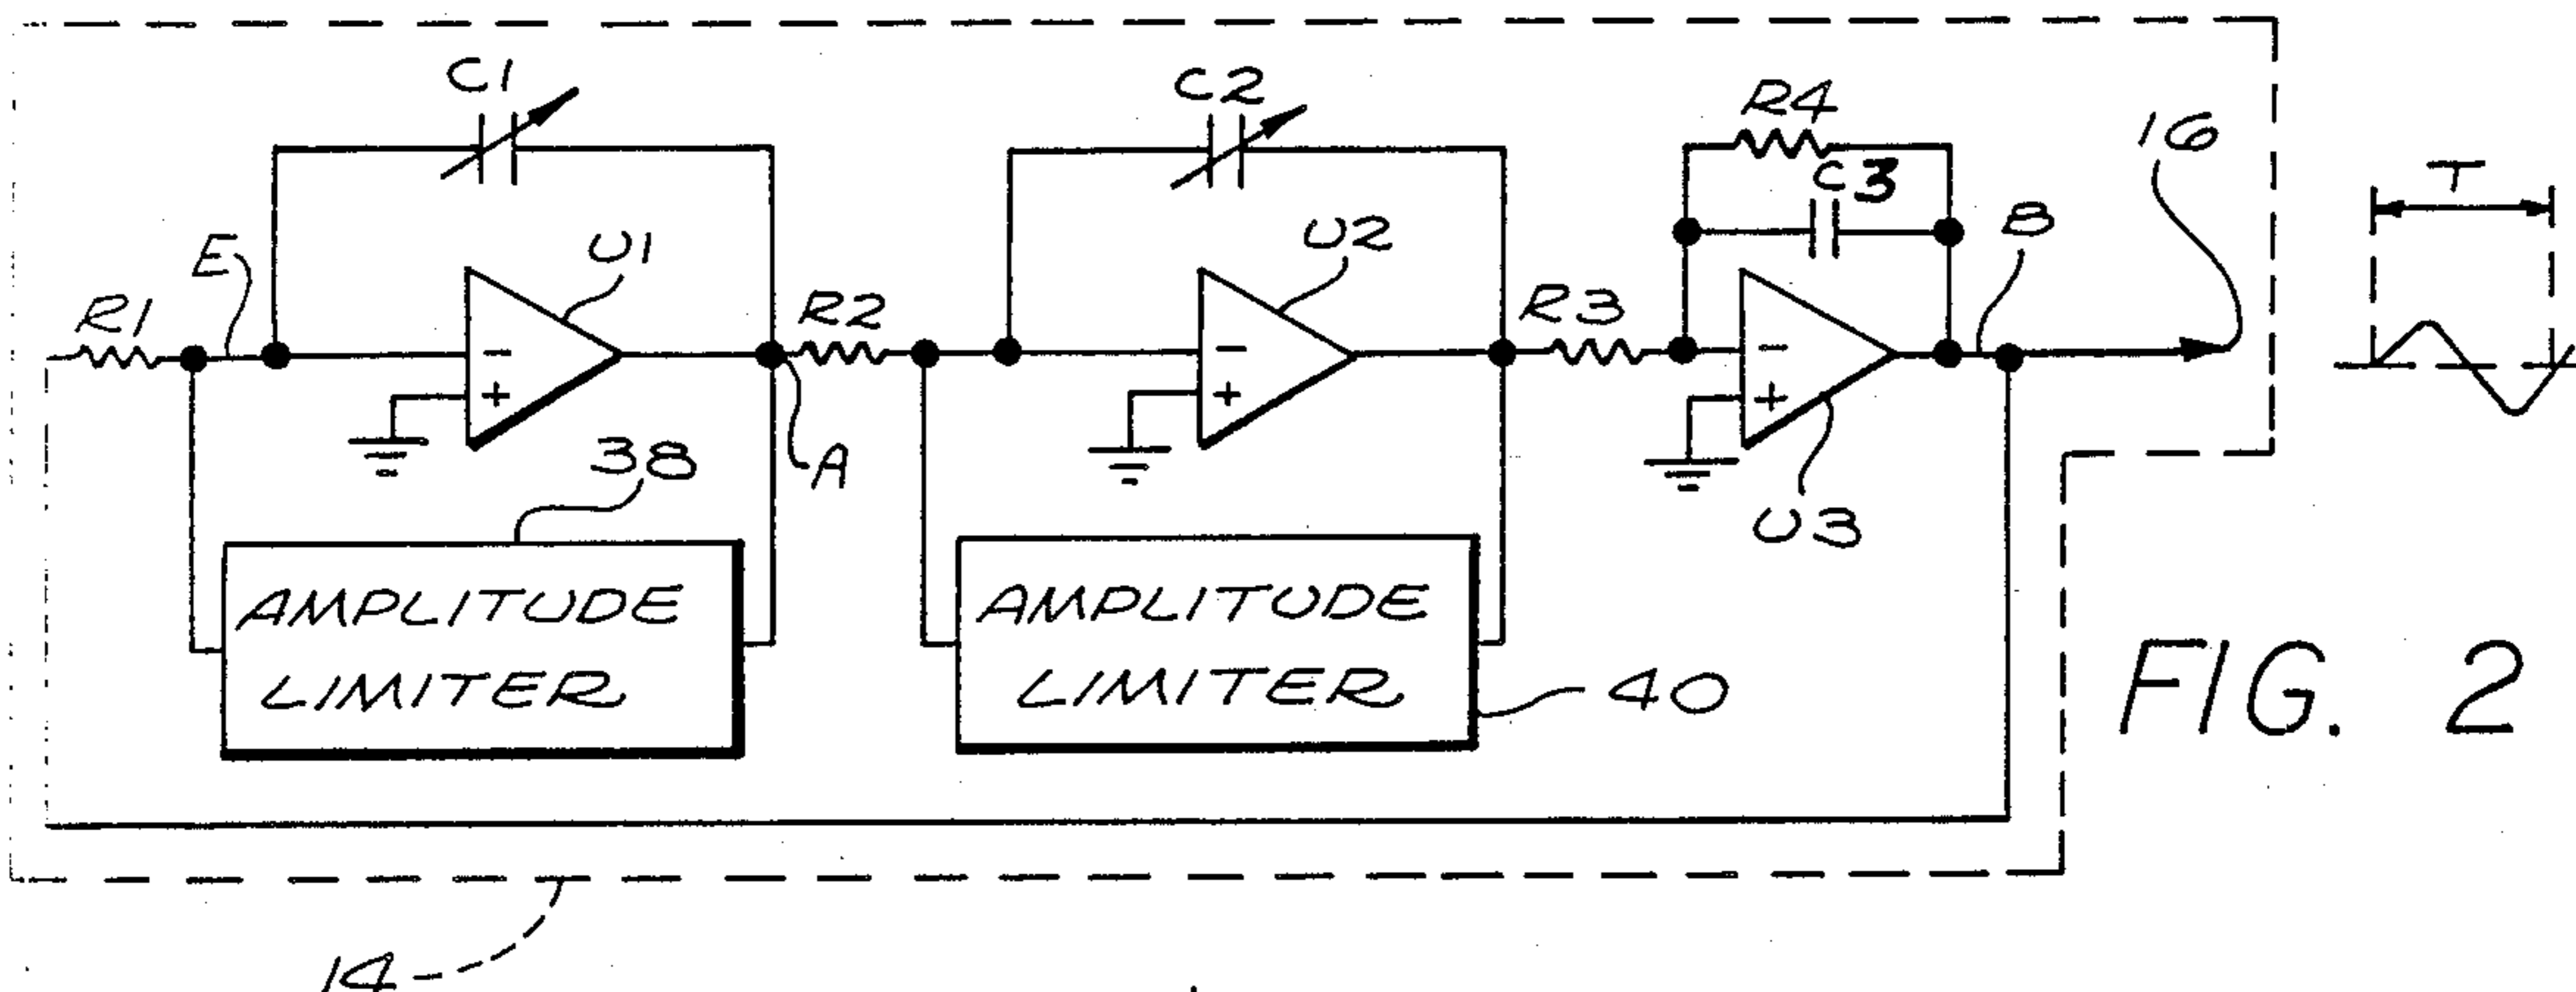 C1
C2
R4
16
C3
T
E
U1
U2
8
R1
R2
R3
-
+
-
+
-
+
38
A
U3
AMPLITUDE
LIMITER
AMPLITUDE
LIMITER
40
FIG. 2
14